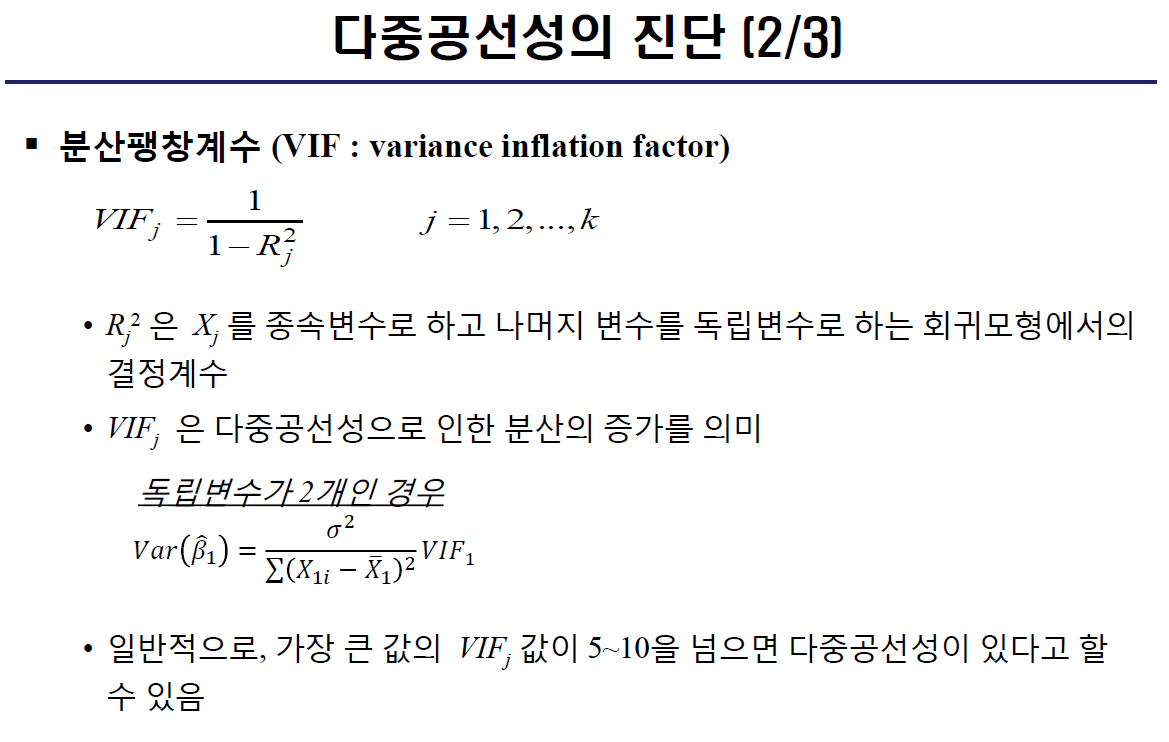 다중공선성의 진단 (2/3)
▪ 분산팽창계수 (VIF : variance inflation factor)
VIF_j = 1 / (1 − R_j^2)   j = 1, 2, ..., k
• R_j^2 은 X_j 를 종속변수로 하고 나머지 변수를 독립변수로 하는 회귀모형에서의
결정계수
• VIF_j 은 다중공선성으로 인한 분산의 증가를 의미
독립변수가 2개인 경우
Var(β̂_1) = σ^2 / ∑(X_{1i} − X̄_1)^2 VIF_1
• 일반적으로, 가장 큰 값의 VIF_j 값이 5~10을 넘으면 다중공선성이 있다고 할
수 있음